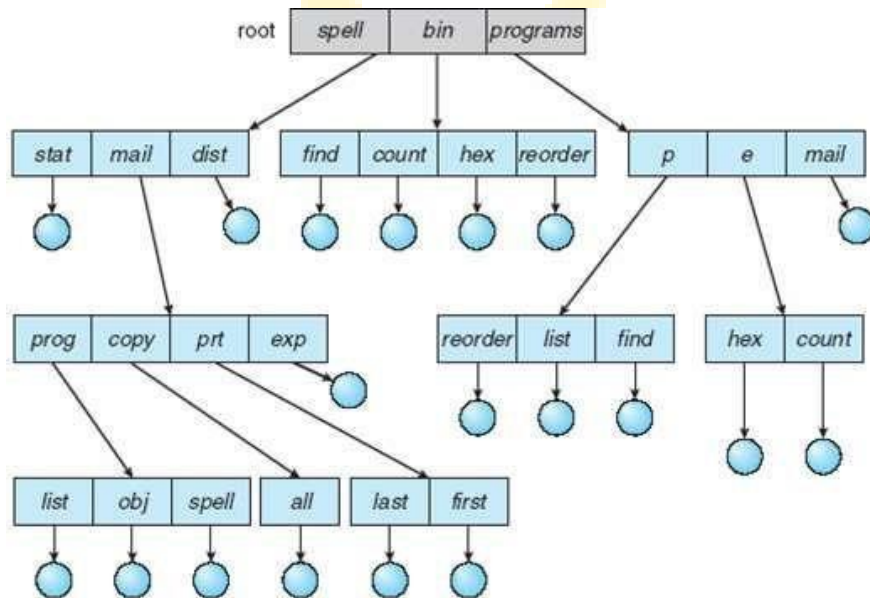 root spell bin programs
stat mail dist find count hex reorder p e mail
prog copy prt exp reorder list find hex count
list obj spell all last first